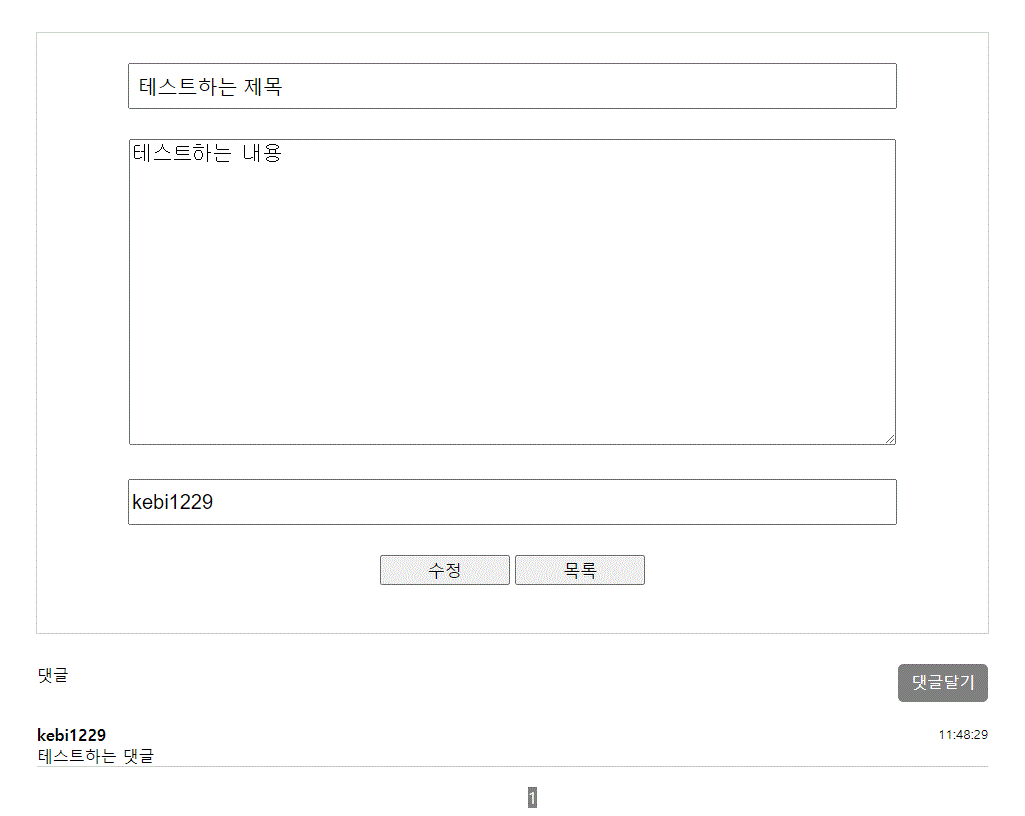 테스트하는 제목
테스트하는 내용
kebi1229
수정 목록
댓글 댓글달기
kebi1229 11:48:29
테스트하는 댓글
1